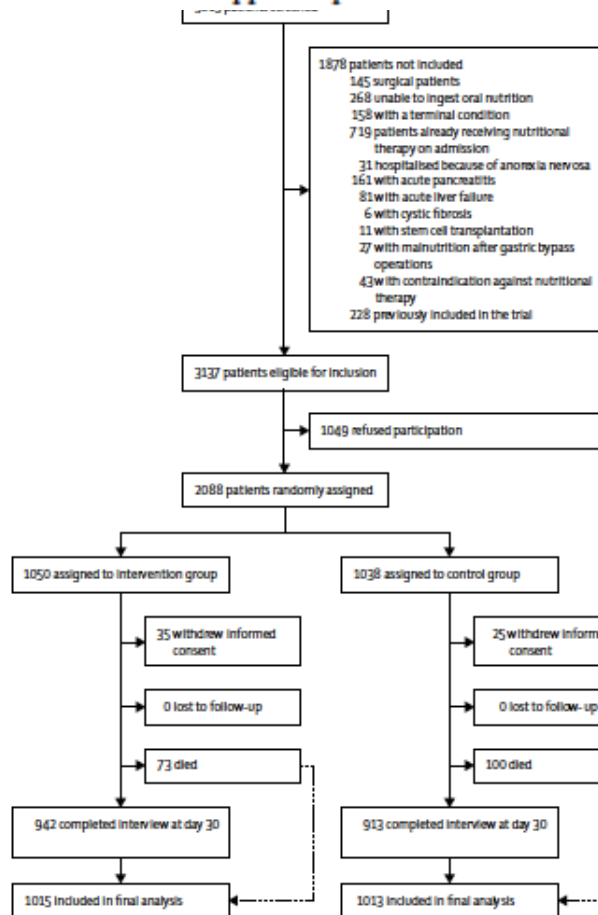 1878 patients not included
145 surgical patients
268 unable to ingest oral nutrition
158 with a terminal condition
719 patients already receiving nutritional
therapy on admission
31 hospitalised because of anorexia nervosa
161 with acute pancreatitis
81 with acute liver failure
6 with cystic fibrosis
11 with stem cell transplantation
27 with malnutrition after gastric bypass
operations
43 with contraindication against nutritional
therapy
228 previously included in the trial
3137 patients eligible for inclusion
1049 refused participation
2088 patients randomly assigned
1050 assigned to intervention group
1038 assigned to control group
35 withdrew informed
consent
25 withdrew inform
consent
0 lost to follow-up
0 lost to follow-up
73 died
100 died
942 completed interview at day 30
913 completed interview at day 30
1015 included in final analysis
1013 included in final analysis